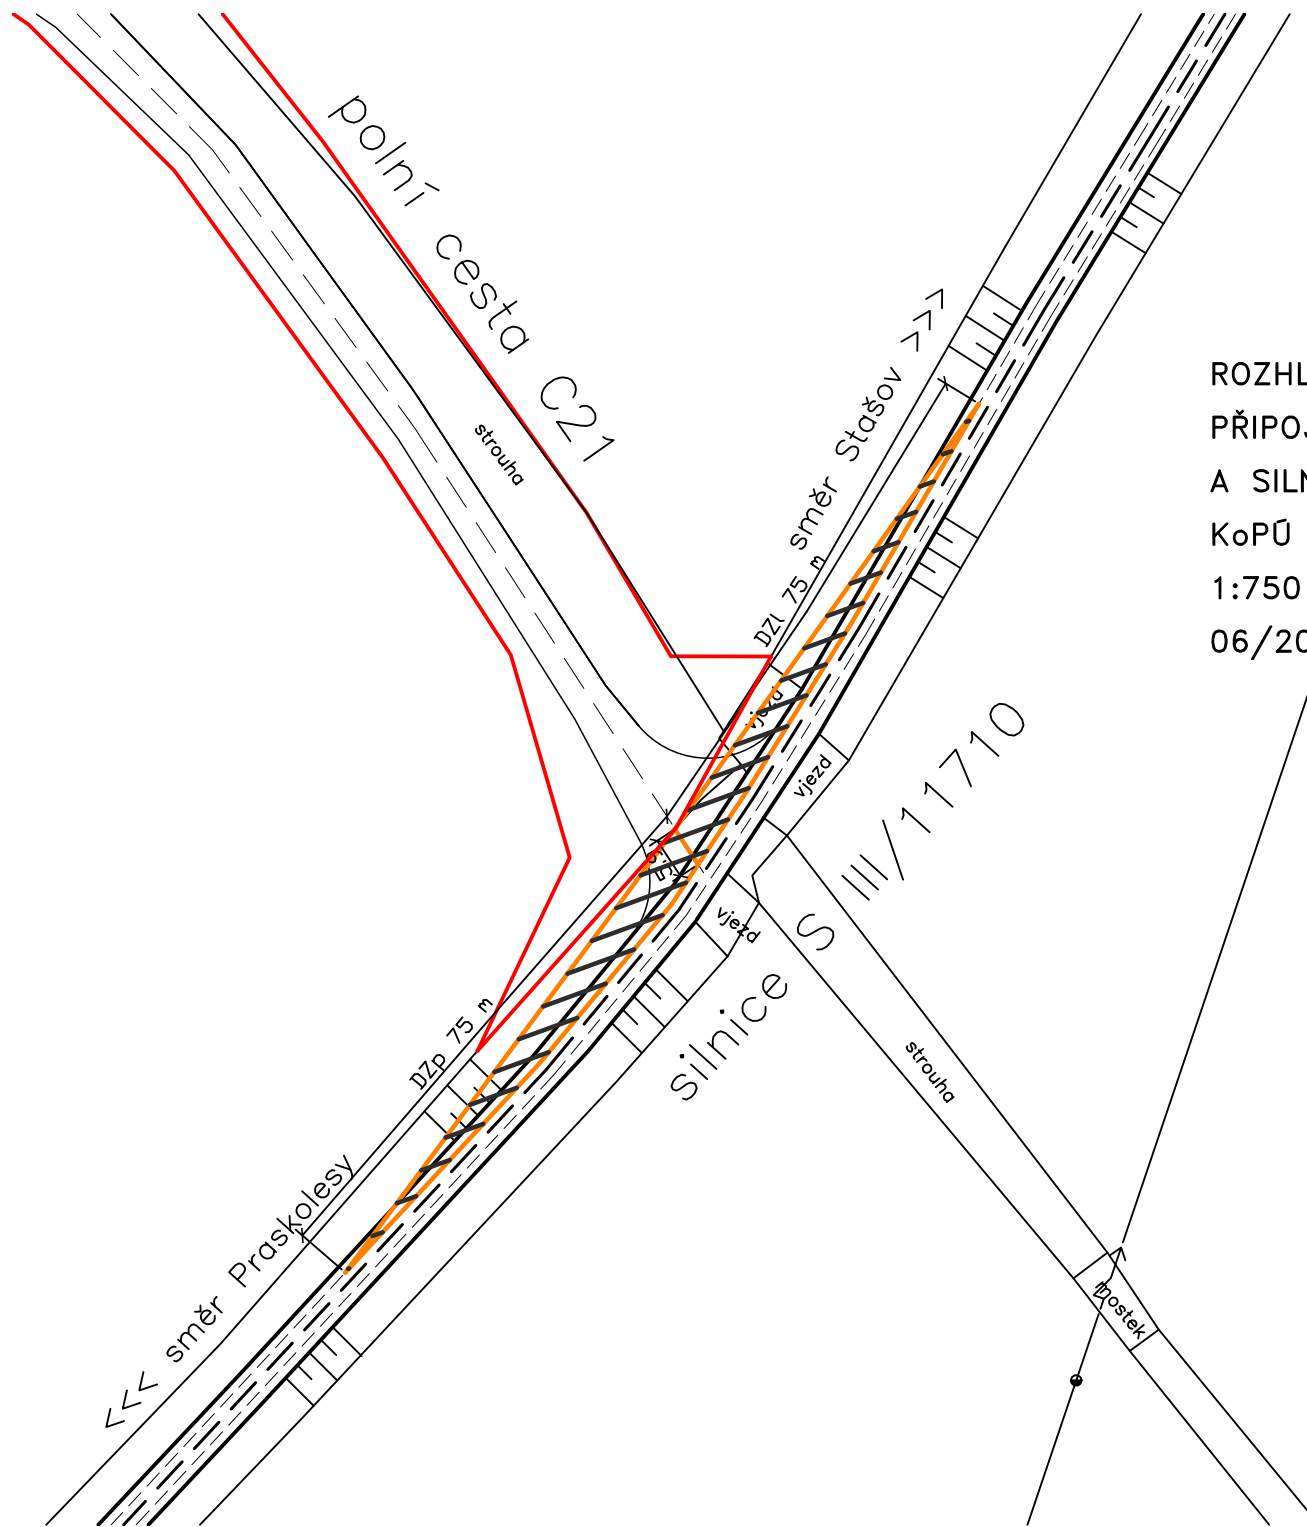 polní cesta C21
strouha
směr Stašov >>>
DZl 75 m
ROZHL
PŘIPOJ
A SILN
KoPÚ
1:750
06/20
vjezd
vjezd
vjezd
Silnice S III/11710
DZp 75 m
strouha
<<< směr Praskolesy
mostek